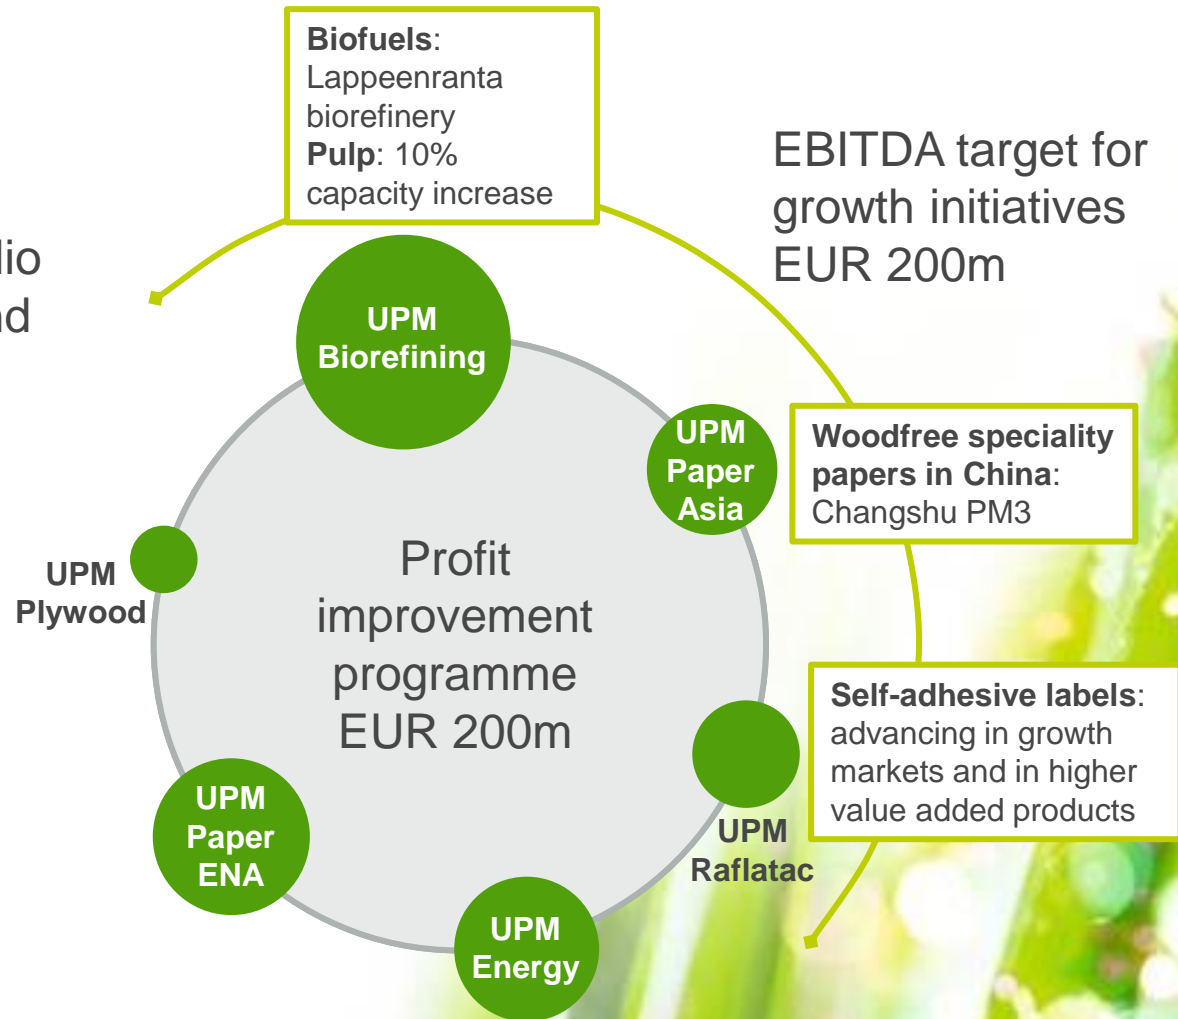 Biofuels:
Lappeenranta
biorefinery
Pulp: 10%
capacity increase
EBITDA target for
growth initiatives
EUR 200m
UPM
Biorefining
UPM
Paper
Asia
Woodfree speciality
papers in China:
Changshu PM3
UPM
Plywood
Profit
improvement
programme
EUR 200m
Self-adhesive labels:
advancing in growth
markets and in higher
value added products
UPM
Raflatac
UPM
Paper
ENA
UPM
Energy